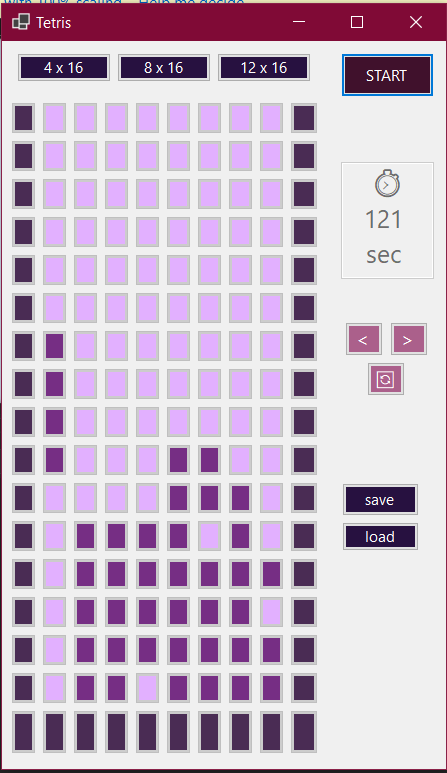 Tetris
4 x 16 8 x 16 12 x 16
START
121
sec
< >
save
load